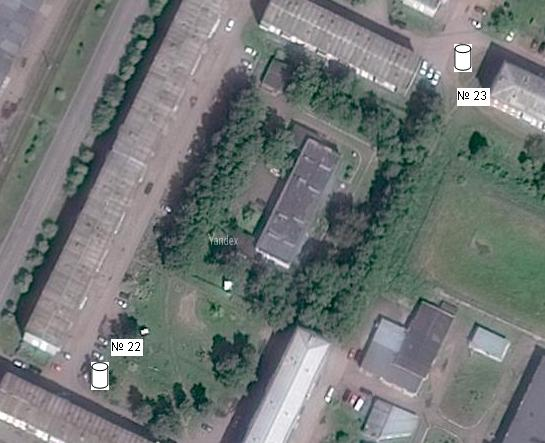 № 23
Yandex
№ 22